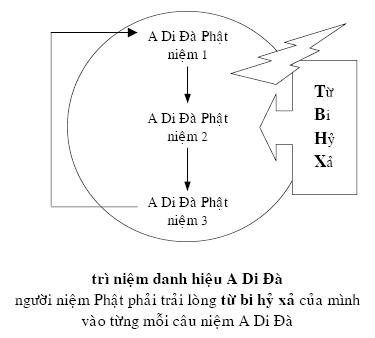 A Di Đà Phật
niệm 1
A Di Đà Phật
niệm 2
A Di Đà Phật
niệm 3
Từ
Bi
Hỷ
Xả
trì niệm danh hiệu A Di Đà
người niệm Phật phải trải lòng từ bi hỷ xả của mình
vào từng mỗi câu niệm A Di Đà